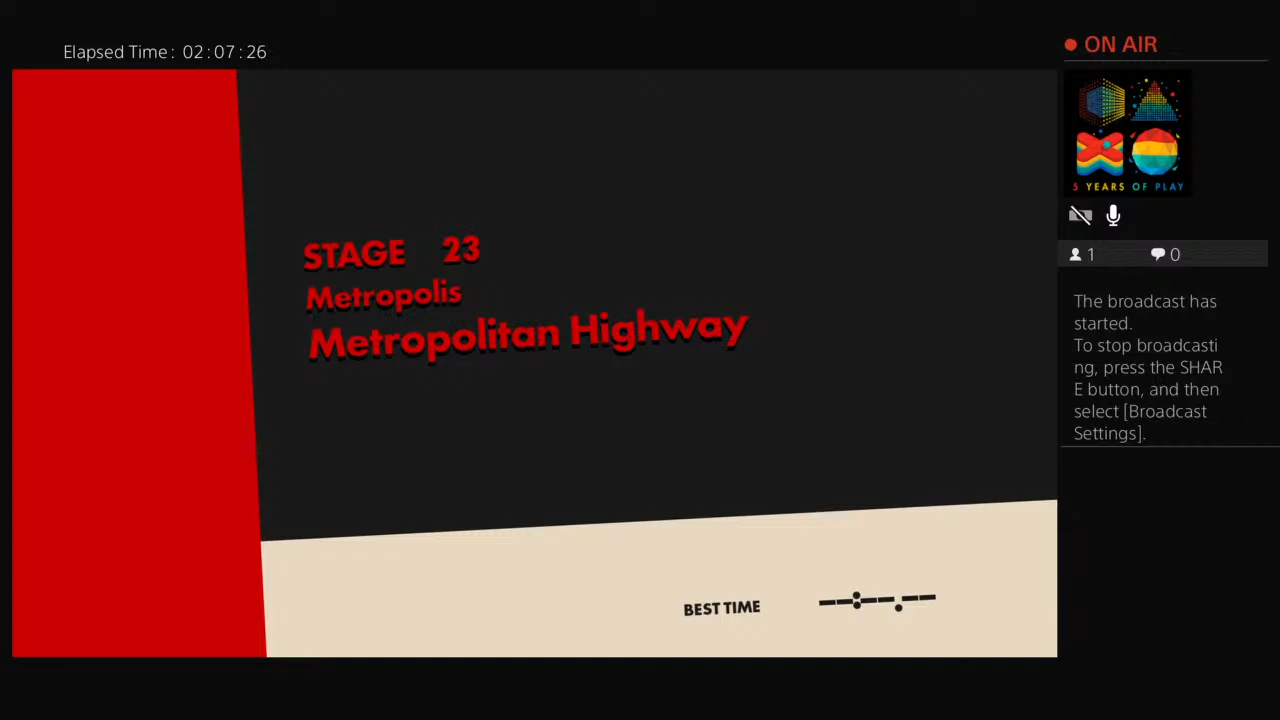 Elapsed Time: 02:07:26
ON AIR
5 YEARS OF PLAY
1 0
The broadcast has
started.
To stop broadcasti
ng, press the SHAR
E button, and then
select [Broadcast
Settings].
STAGE 23
Metropolis
Metropolitan Highway
BEST TIME --:--.--